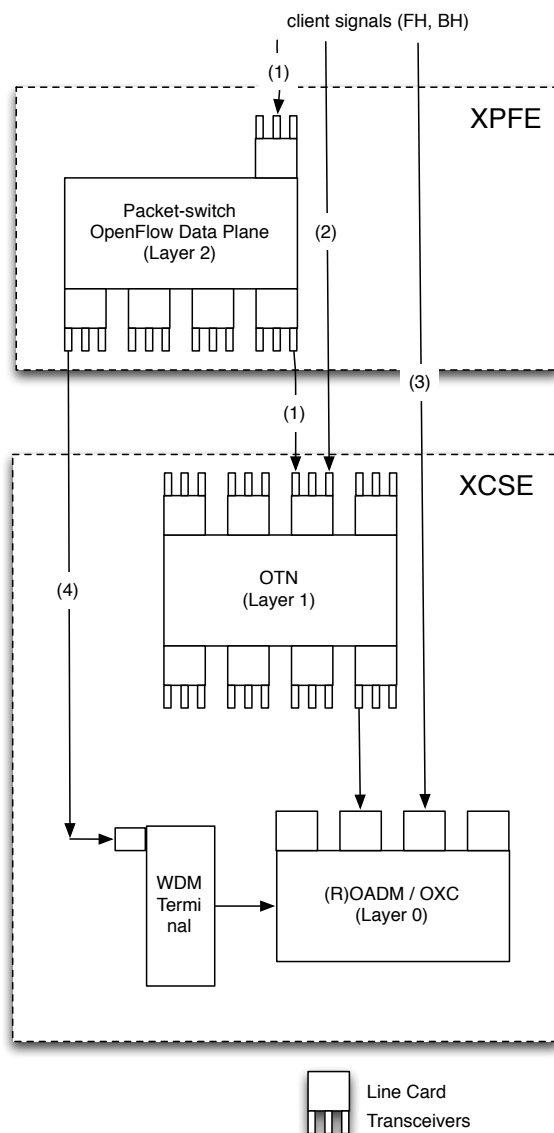 client signals (FH, BH)
(1)
XPFE
Packet-switch
OpenFlow Data Plane
(Layer 2)
(2)
(3)
(1)
XCSE
OTN
(Layer 1)
(4)
WDM
Termi
nal
(R)OADM / OXC
(Layer 0)
Line Card
Transceivers